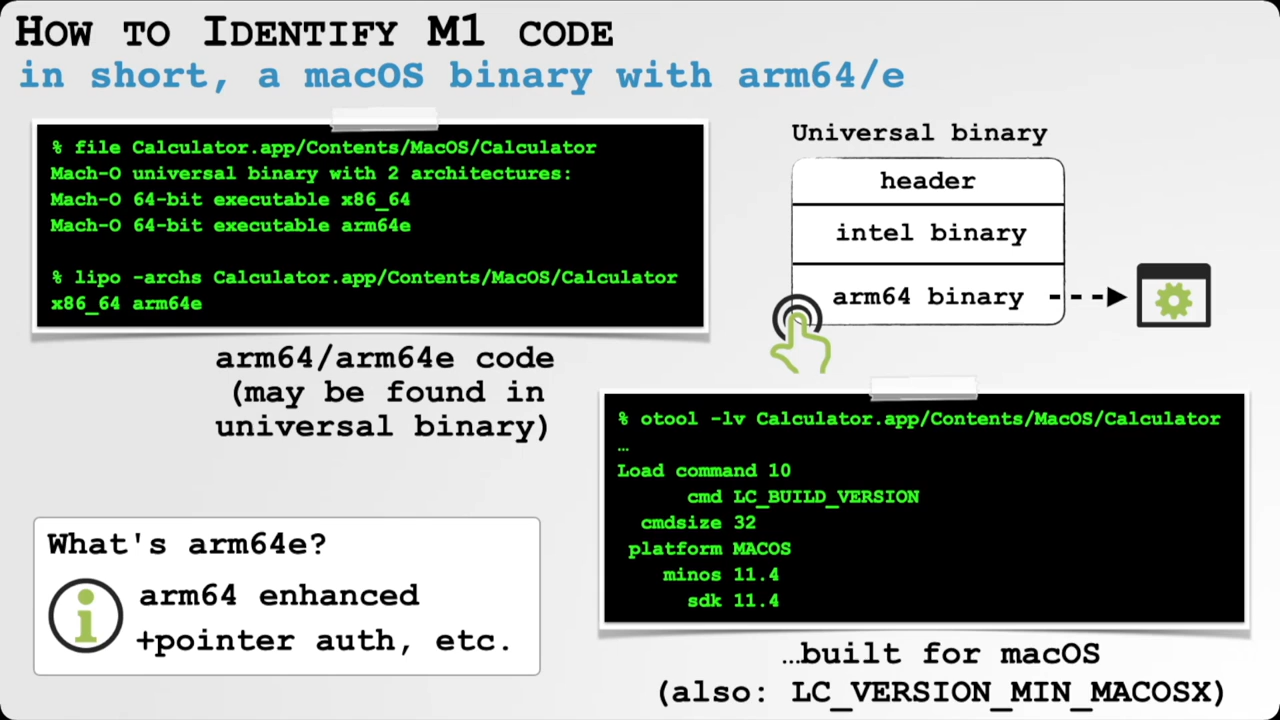 How to Identify M1 code
in short, a macOS binary with arm64/e
% file Calculator.app/Contents/MacOS/Calculator
Mach-O universal binary with 2 architectures:
Mach-O 64-bit executable x86_64
Mach-O 64-bit executable arm64e
% lipo -archs Calculator.app/Contents/MacOS/Calculator
x86_64 arm64e
arm64/arm64e code
(may be found in
universal binary)
Universal binary
header
intel binary
arm64 binary
% otool -lv Calculator.app/Contents/MacOS/Calculator
…
Load command 10
cmd LC_BUILD_VERSION
cmdsize 32
platform MACOS
minos 11.4
sdk 11.4
…built for macOS
(also: LC_VERSION_MIN_MACOSX)
What's arm64e?
i
arm64 enhanced
+pointer auth, etc.